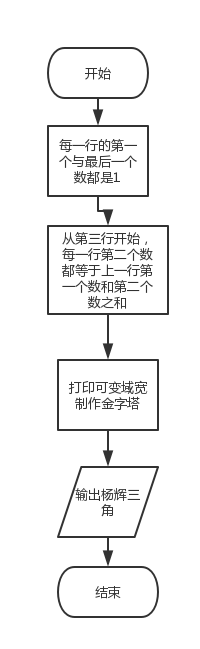 开始
每一行的第一
个与最后一个
数都是1
从第三行开始，
每一行第二个数
都等于上一行第
一个数和第二个
数之和
打印可变域宽
制作金字塔
输出杨辉三
角
结束